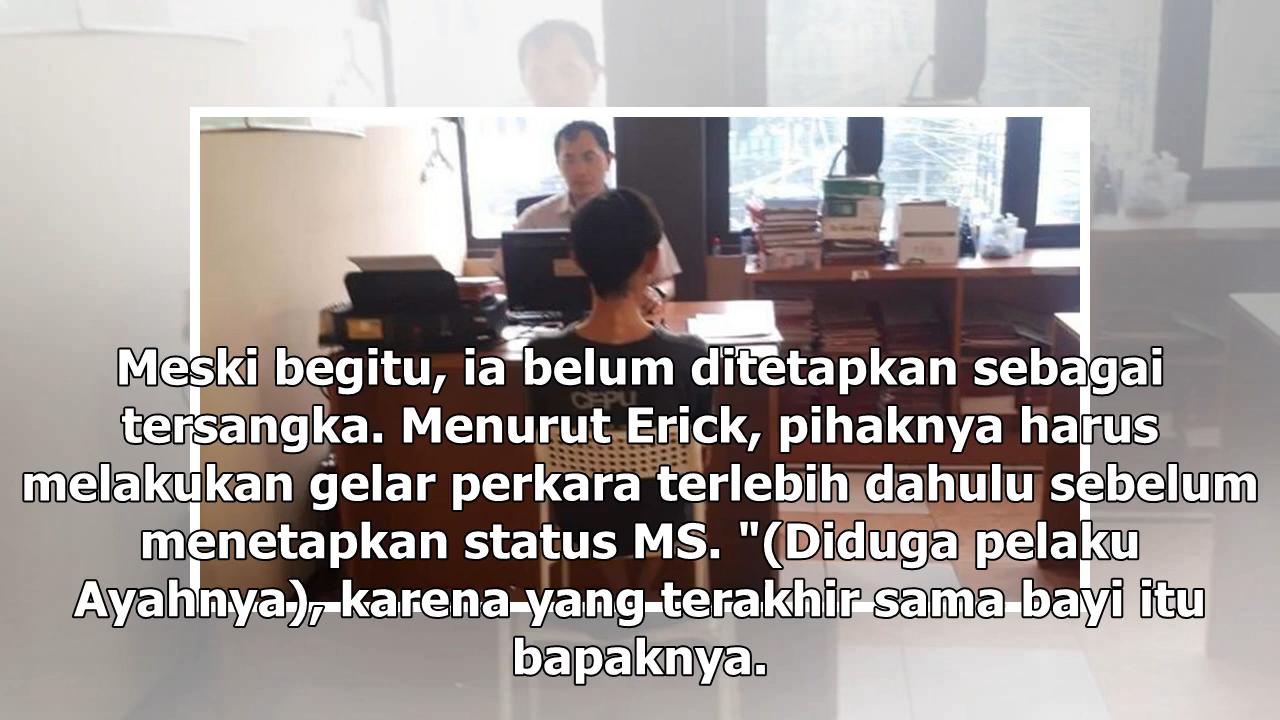 Meski begitu, ia belum ditetapkan sebagai
tersangka. Menurut Erick, pihaknya harus
melakukan gelar perkara terlebih dahulu sebelum
menetapkan status MS. "(Diduga pelaku
Ayahnya), karena yang terakhir sama bayi itu
bapaknya.
CEPU